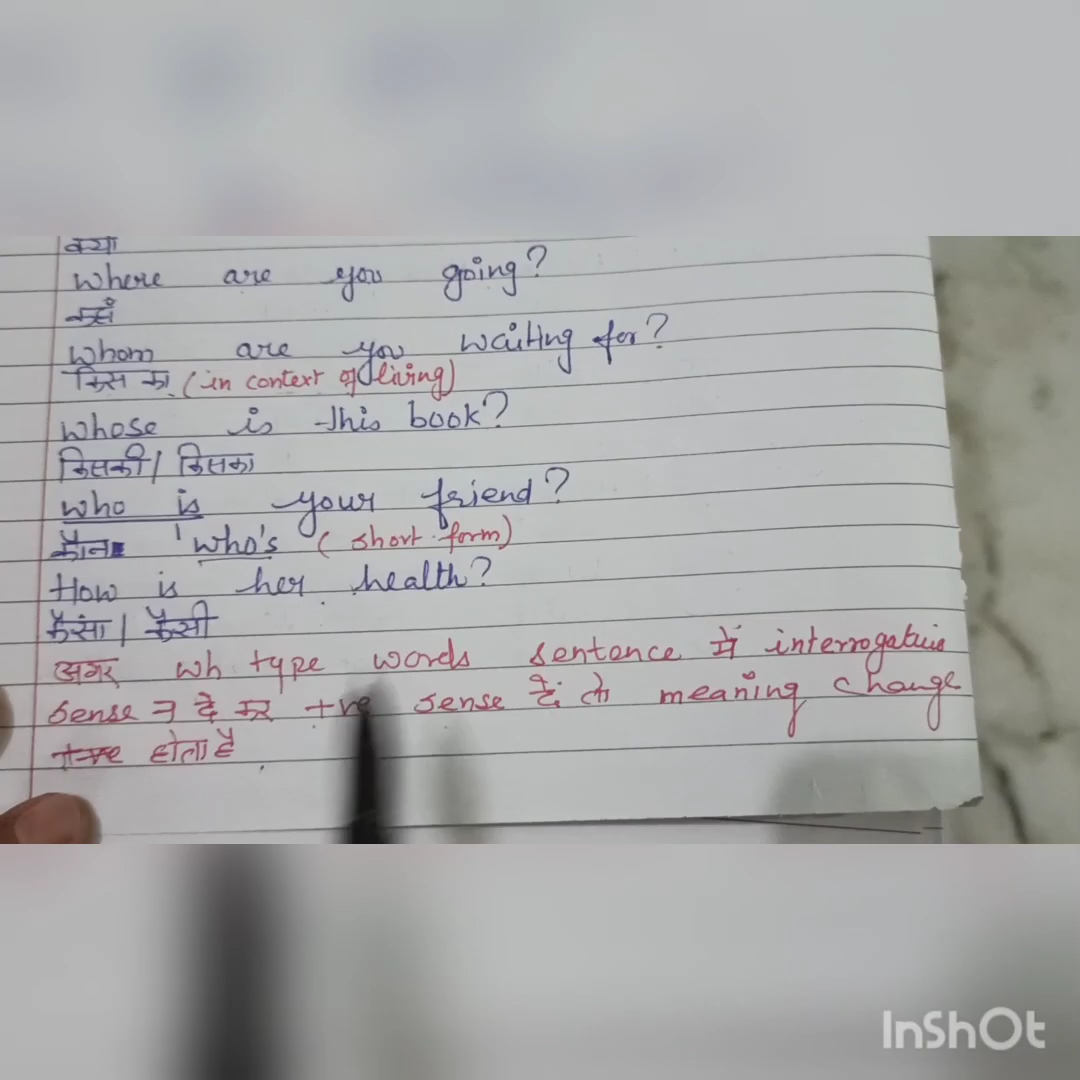 क्या
Where are you going?
कहाँ
Whom are you waiting for?
किस का (in context of living)
Whose is this book?
किसकी / किसका
Who is your friend?
कौन 'Who's (short form)
How is her health?
कैसा / कैसी
अगर wh type words sentence में interrogative
sense न दे कर +ve sense दें तो meaning change
+ve होता है
InShOt